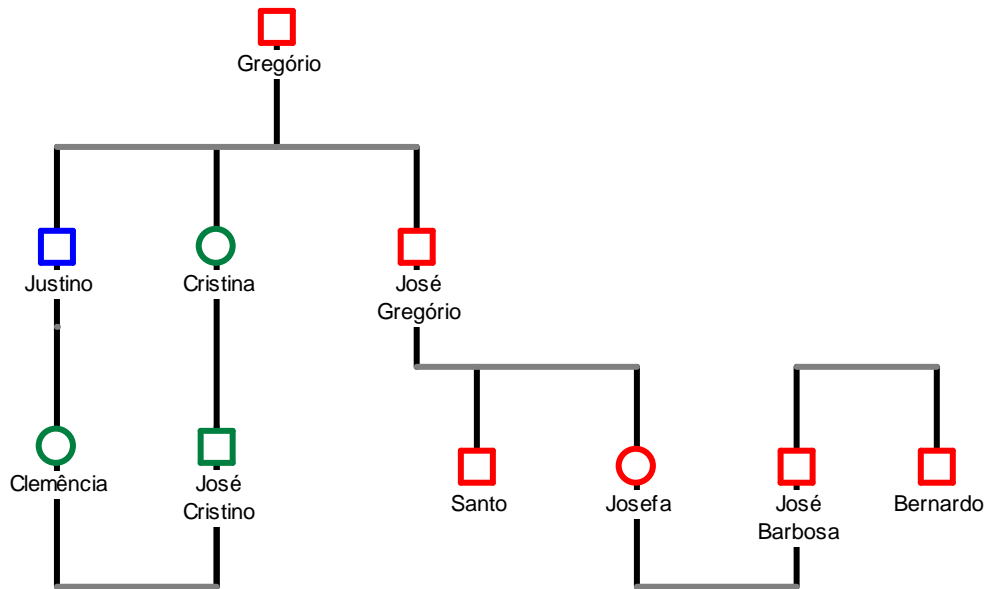 Gregório
Justino
Cristina
José
Gregório
Clemência
José
Cristino
Santo
Josefa
José
Barbosa
Bernardo